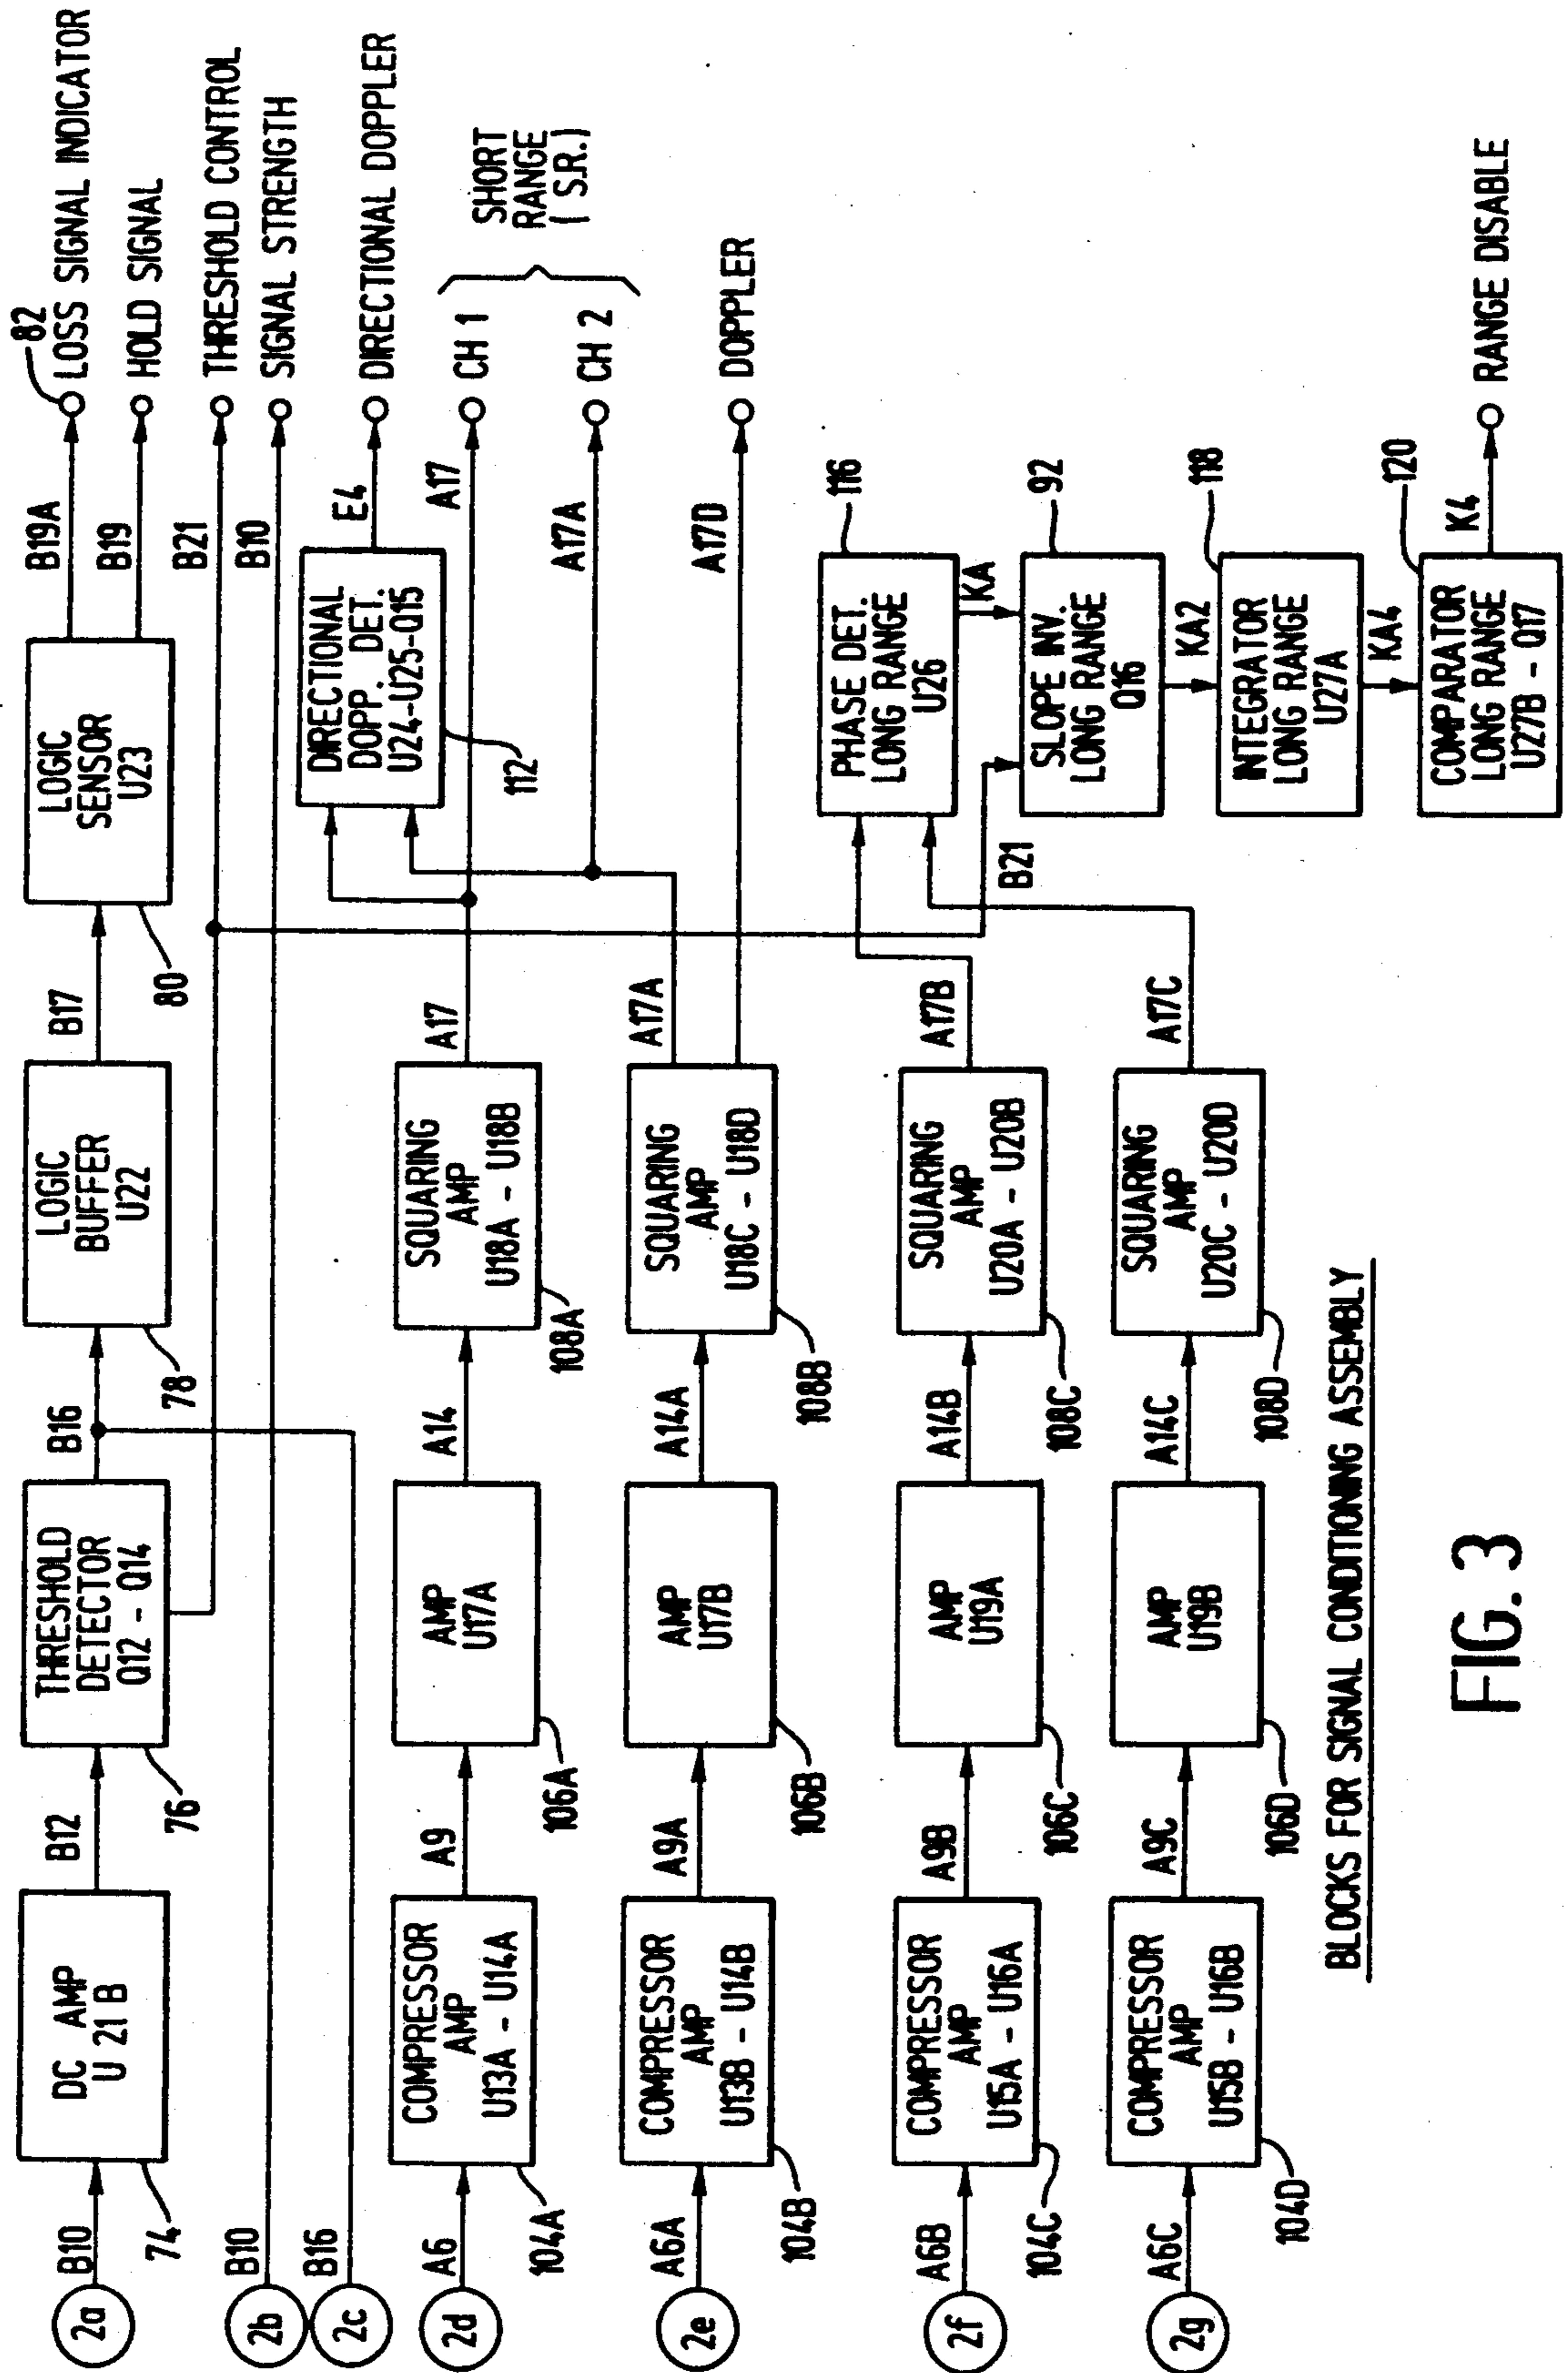 2a
B10
DC AMP
U 21 B
74
B12
THRESHOLD
DETECTOR
Q12 - Q14
76
B16
LOGIC
BUFFER
U22
78
B17
LOGIC
SENSOR
U23
80
B19A
82
LOSS SIGNAL INDICATOR
B19
HOLD SIGNAL
B21
THRESHOLD CONTROL
2b
B10
B10
SIGNAL STRENGTH
2c
B16
DIRECTIONAL
DOPP. DET.
U24-U25-Q15
112
E4
DIRECTIONAL DOPPLER
2d
A6
COMPRESSOR
AMP
U13A - U14A
104A
A9
AMP
U17A
106A
A14
SQUARING
AMP
U18A - U18B
108A
A17
A17
CH 1
SHORT
RANGE
( S.R.)
2e
A6A
COMPRESSOR
AMP
U13B - U14B
104B
A9A
AMP
U17B
106B
A14A
SQUARING
AMP
U18C - U18D
108B
A17A
A17A
CH 2
A17D
DOPPLER
2f
A6B
COMPRESSOR
AMP
U15A - U16A
104C
A9B
AMP
U19A
106C
A14B
SQUARING
AMP
U20A - U20B
108C
A17B
PHASE DET.
LONG RANGE
U26
116
KA
B21
SLOPE INV.
LONG RANGE
Q16
92
KA2
2g
A6C
COMPRESSOR
AMP
U15B - U16B
104D
A9C
AMP
U19B
106D
A14C
SQUARING
AMP
U20C - U20D
108D
A17C
INTEGRATOR
LONG RANGE
U27A
118
KA4
COMPARATOR
LONG RANGE
U27B - Q17
120
K4
RANGE DISABLE
BLOCKS FOR SIGNAL CONDITIONING ASSEMBLY
FIG. 3